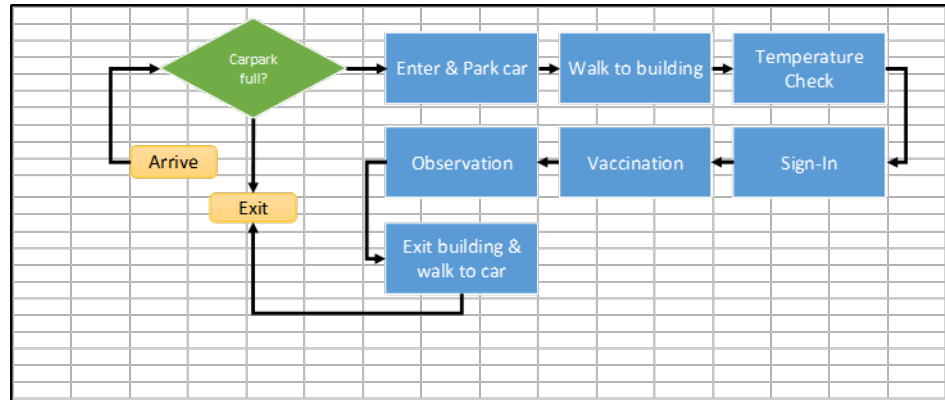 Carpark
full?
Enter & Park car
Walk to building
Temperature
Check
Arrive
Observation
Vaccination
Sign-In
Exit
Exit building &
walk to car